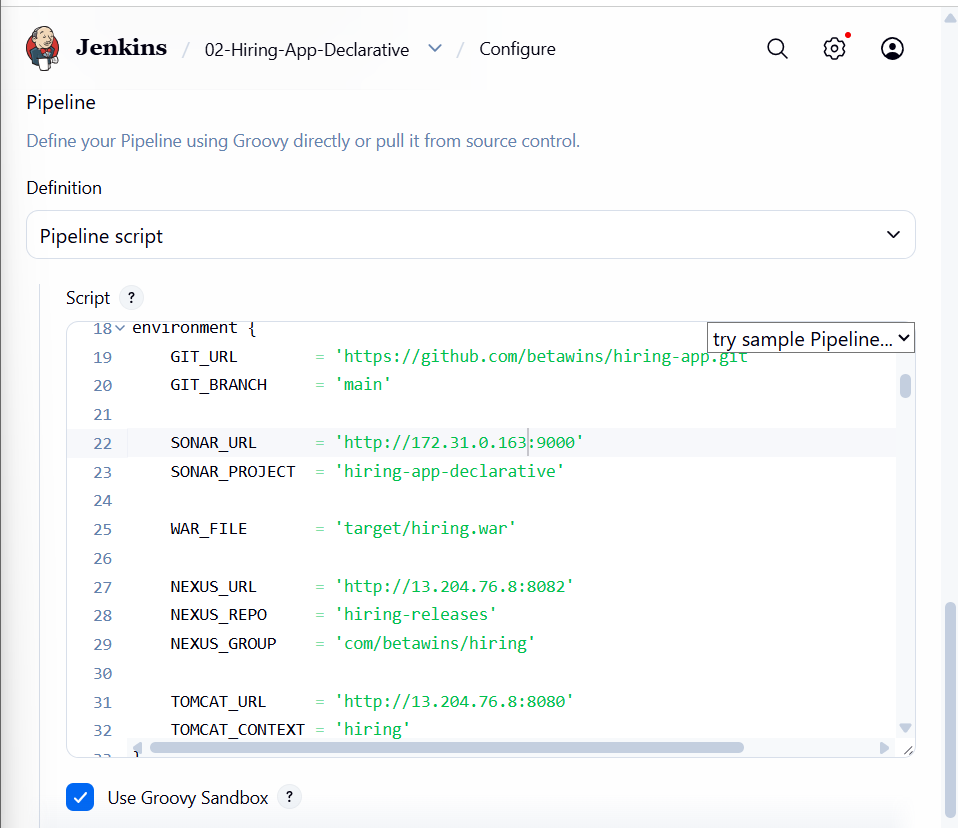 Jenkins / 02-Hiring-App-Declarative / Configure
Pipeline
Define your Pipeline using Groovy directly or pull it from source control.
Definition
Pipeline script
Script ?
try sample Pipeline...
18 environment {
19 GIT_URL = 'https://github.com/betawins/hiring-app.git
20 GIT_BRANCH = 'main'
21
22 SONAR_URL = 'http://172.31.0.163:9000'
23 SONAR_PROJECT = 'hiring-app-declarative'
24
25 WAR_FILE = 'target/hiring.war'
26
27 NEXUS_URL = 'http://13.204.76.8:8082'
28 NEXUS_REPO = 'hiring-releases'
29 NEXUS_GROUP = 'com/betawins/hiring'
30
31 TOMCAT_URL = 'http://13.204.76.8:8080'
32 TOMCAT_CONTEXT = 'hiring'
Use Groovy Sandbox ?